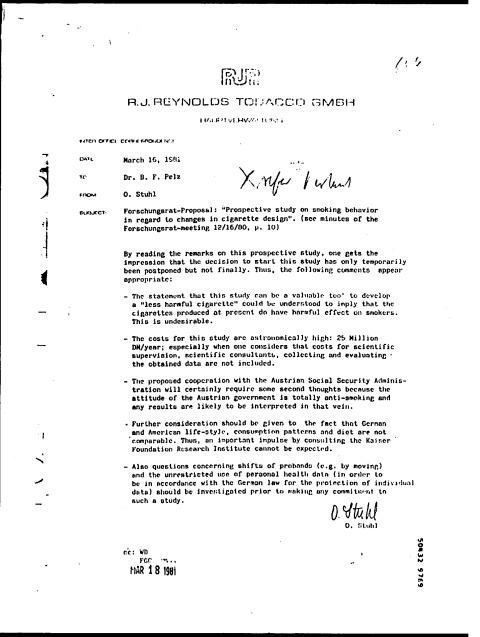 RJR
R.J. REYNOLDS TOBACCO GMBH
HAUPTVERWALTUNG
INTER OFFICE CORRESPONDENCE
DATE March 16, 1981
TO Dr. B. F. Pelz
FROM O. Stuhl
SUBJECT: Forschungsrat-Proposal: "Prospective study on smoking behavior
in regard to changes in cigarette design". (see minutes of the
Forschungsrat-meeting 12/16/80, p. 10)
By reading the remarks on this prospective study, one gets the
impression that the decision to start this study has only temporarily
been postponed but not finally. Thus, the following comments appear
appropriate:
- The statement that this study can be a valuable tool to develop
a "less harmful cigarette" could be understood to imply that the
cigarettes produced at present do have harmful effect on smokers.
This is undesirable.
- The costs for this study are astronomically high: 25 Million
DM/year; especially when one considers that costs for scientific
supervision, scientific consultants, collecting and evaluating
the obtained data are not included.
- The proposed cooperation with the Austrian Social Security Adminis-
tration will certainly require some second thoughts because the
attitude of the Austrian government is totally anti-smoking and
any results are likely to be interpreted in that vein.
- Further consideration should be given to the fact that German
and American life-style, consumption patterns and diet are not
comparable. Thus, an important impulse by consulting the Kaiser
Foundation Research Institute cannot be expected.
- Also questions concerning shifts of probands (e.g. by moving)
and the unrestricted use of personal health data (in order to
be in accordance with the German law for the protection of individual
data) should be investigated prior to making any commitment to
such a study.
O. Stuhl
O. Stuhl
cc: WD
MAR 18 1981
50432 9769